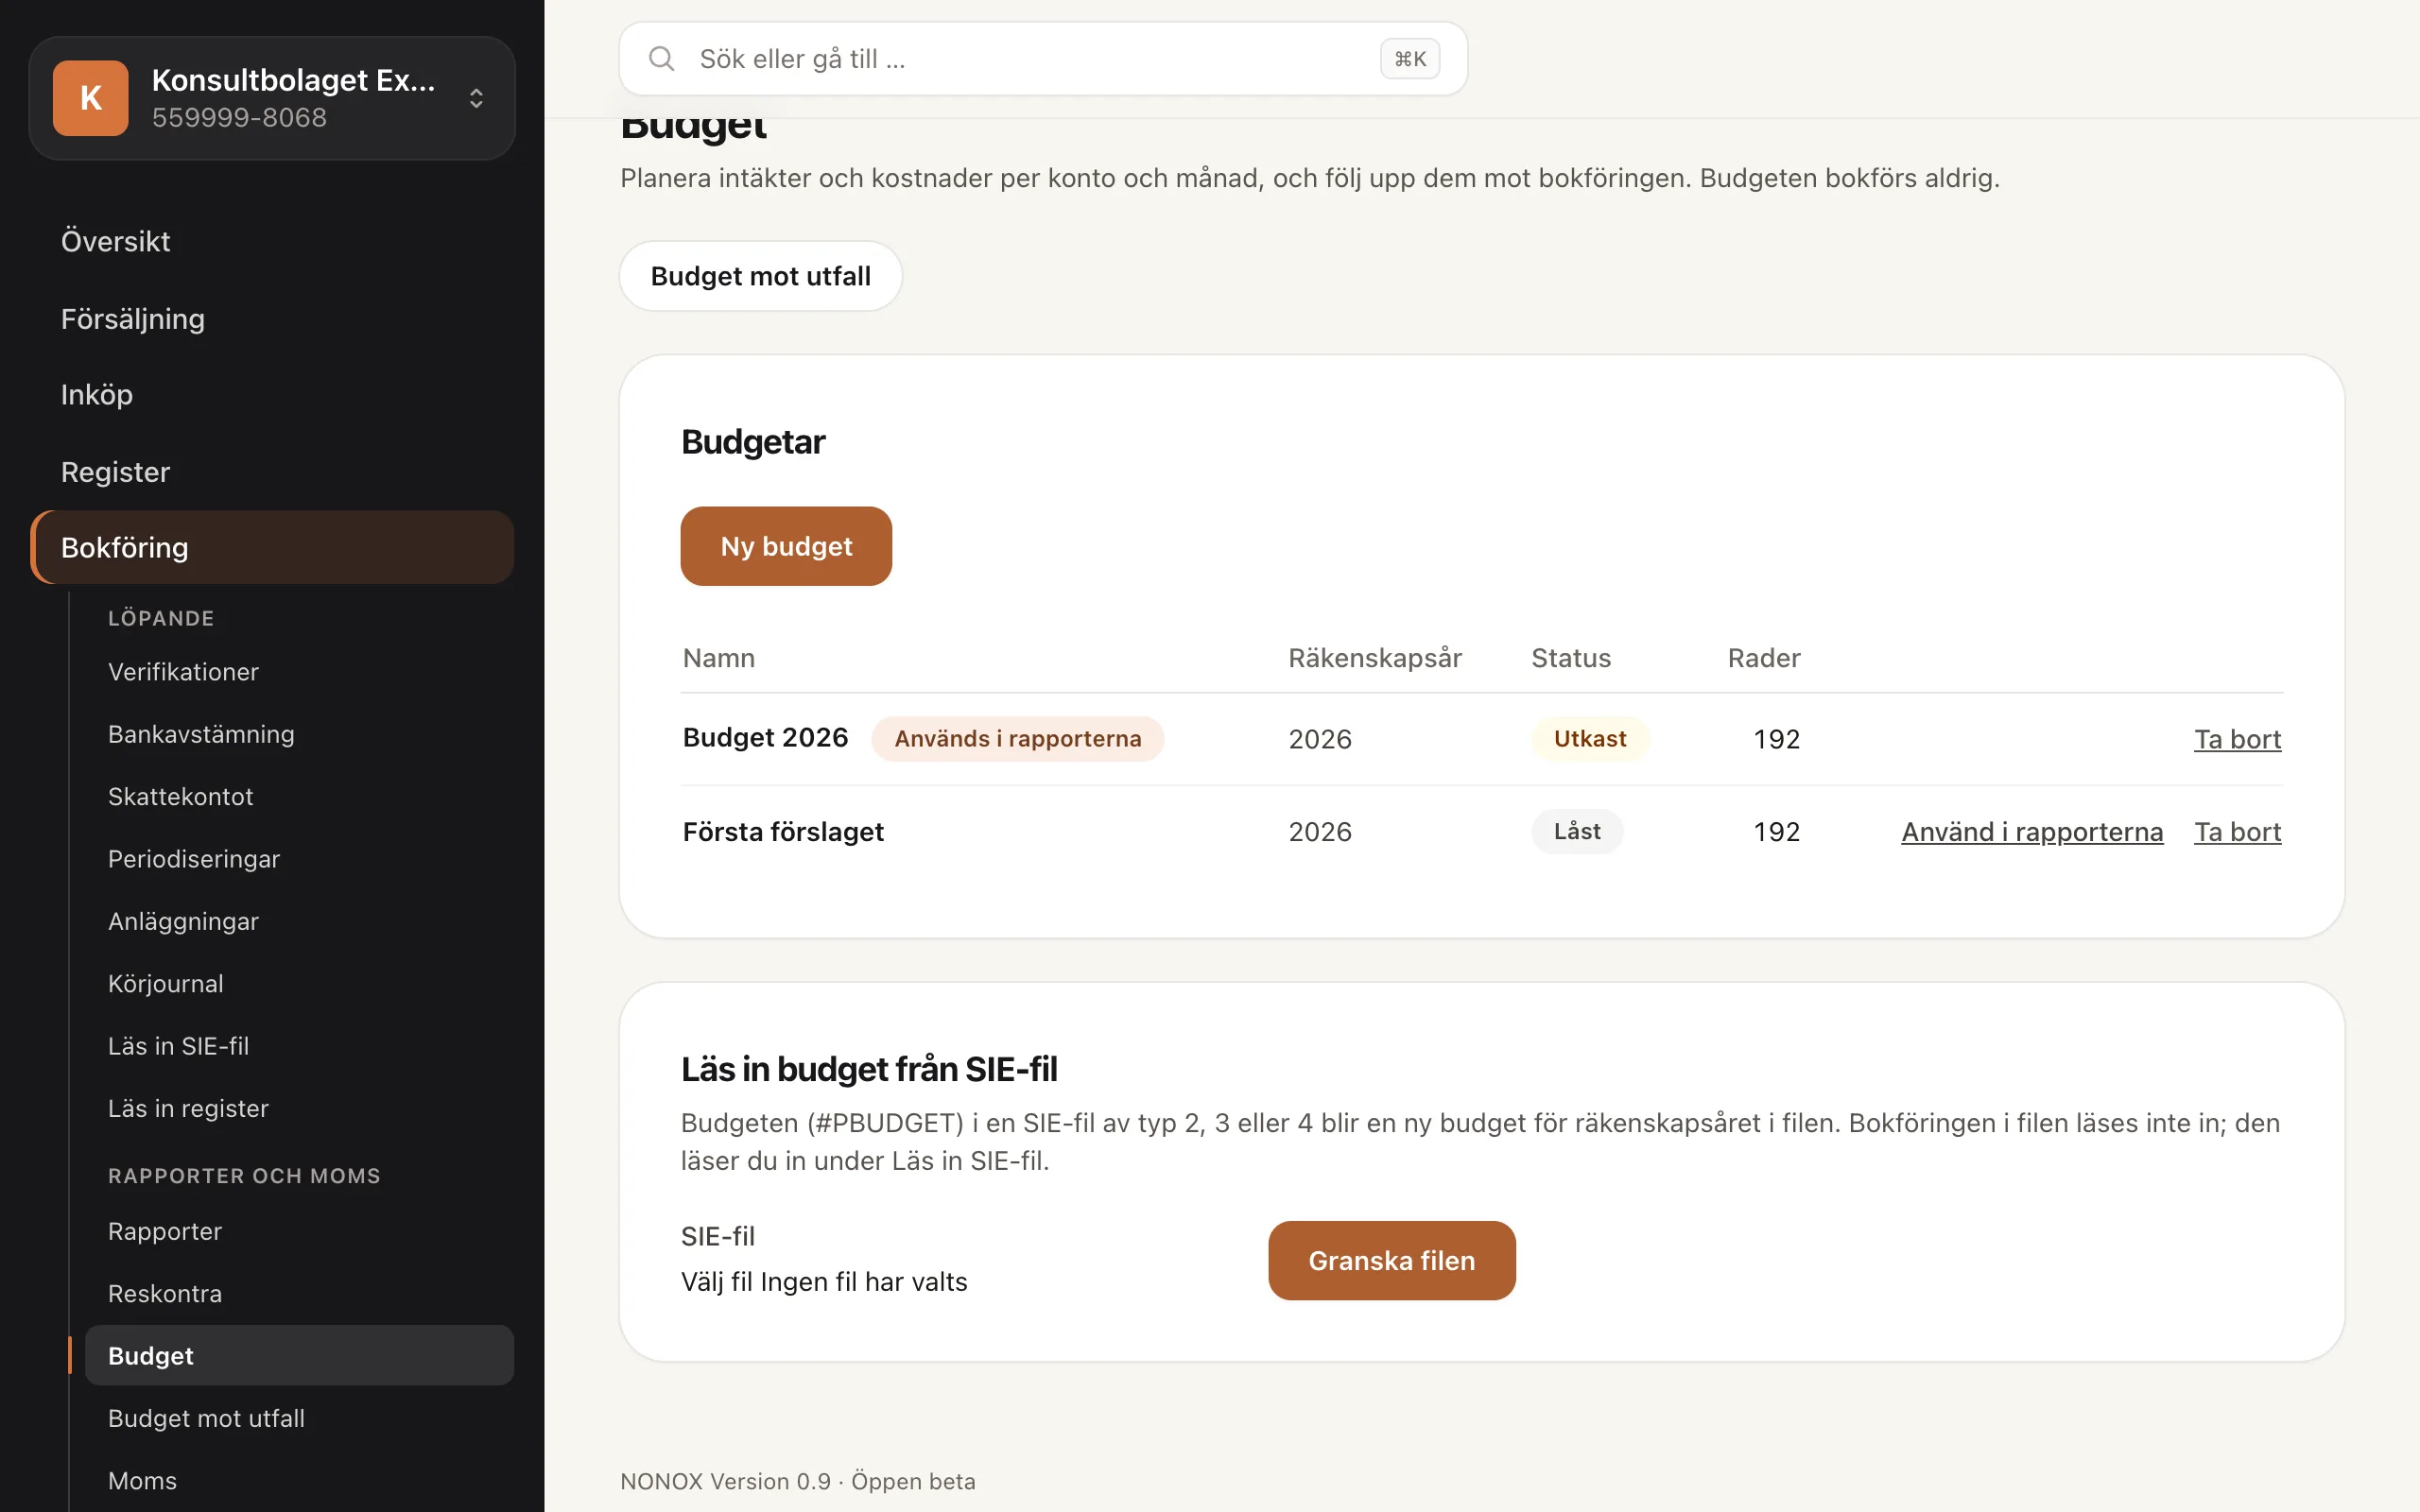 K
Konsultbolaget Ex...
559999-8068
Översikt
Försäljning
Inköp
Register
Bokföring
LÖPANDE
Verifikationer
Bankavstämning
Skattekontot
Periodiseringar
Anläggningar
Körjournal
Läs in SIE-fil
Läs in register
RAPPORTER OCH MOMS
Rapporter
Reskontra
Budget
Budget mot utfall
Moms
Sök eller gå till ... ⌘K
Budget
Planera intäkter och kostnader per konto och månad, och följ upp dem mot bokföringen. Budgeten bokförs aldrig.
Budget mot utfall
Budgetar
Ny budget
Namn Räkenskapsår Status Rader
Budget 2026 Används i rapporterna 2026 Utkast 192 Ta bort
Första förslaget 2026 Låst 192 Använd i rapporterna Ta bort
Läs in budget från SIE-fil
Budgeten (#PBUDGET) i en SIE-fil av typ 2, 3 eller 4 blir en ny budget för räkenskapsåret i filen. Bokföringen i filen läses inte in; den
läser du in under Läs in SIE-fil.
SIE-fil
Välj fil Ingen fil har valts
Granska filen
NONOX Version 0.9 · Öppen beta